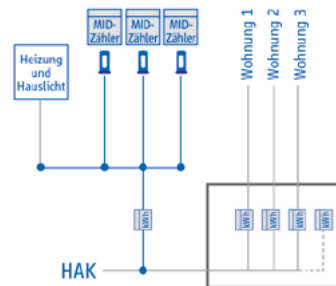 MID-
Zähler
MID-
Zähler
MID-
Zähler
Heizung
und
Hauslicht
Wohnung 1
Wohnung 2
Wohnung 3
kWh
kWh
kWh
kWh
kWh
HAK